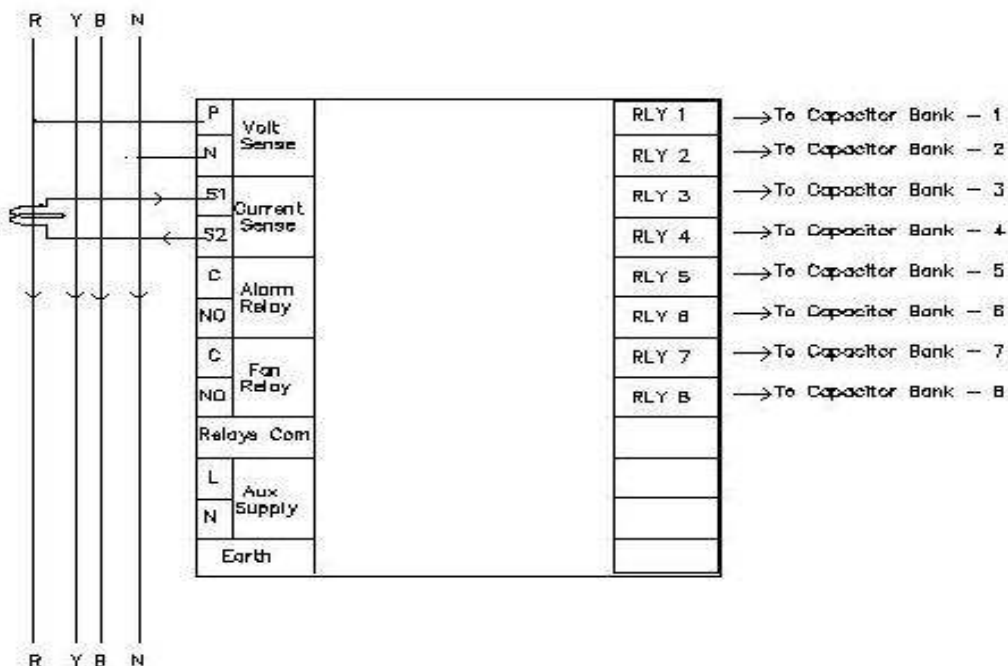 R Y B N
P
Volt
Sense
N
S1
Current
Sense
S2
C
Alarm
Relay
NO
C
Fan
Relay
NO
Relays Com
L
Aux
Supply
N
Earth
RLY 1
RLY 2
RLY 3
RLY 4
RLY 5
RLY 6
RLY 7
RLY 8
To Capacitor Bank - 1
To Capacitor Bank - 2
To Capacitor Bank - 3
To Capacitor Bank - 4
To Capacitor Bank - 5
To Capacitor Bank - 6
To Capacitor Bank - 7
To Capacitor Bank - 8
R Y B N